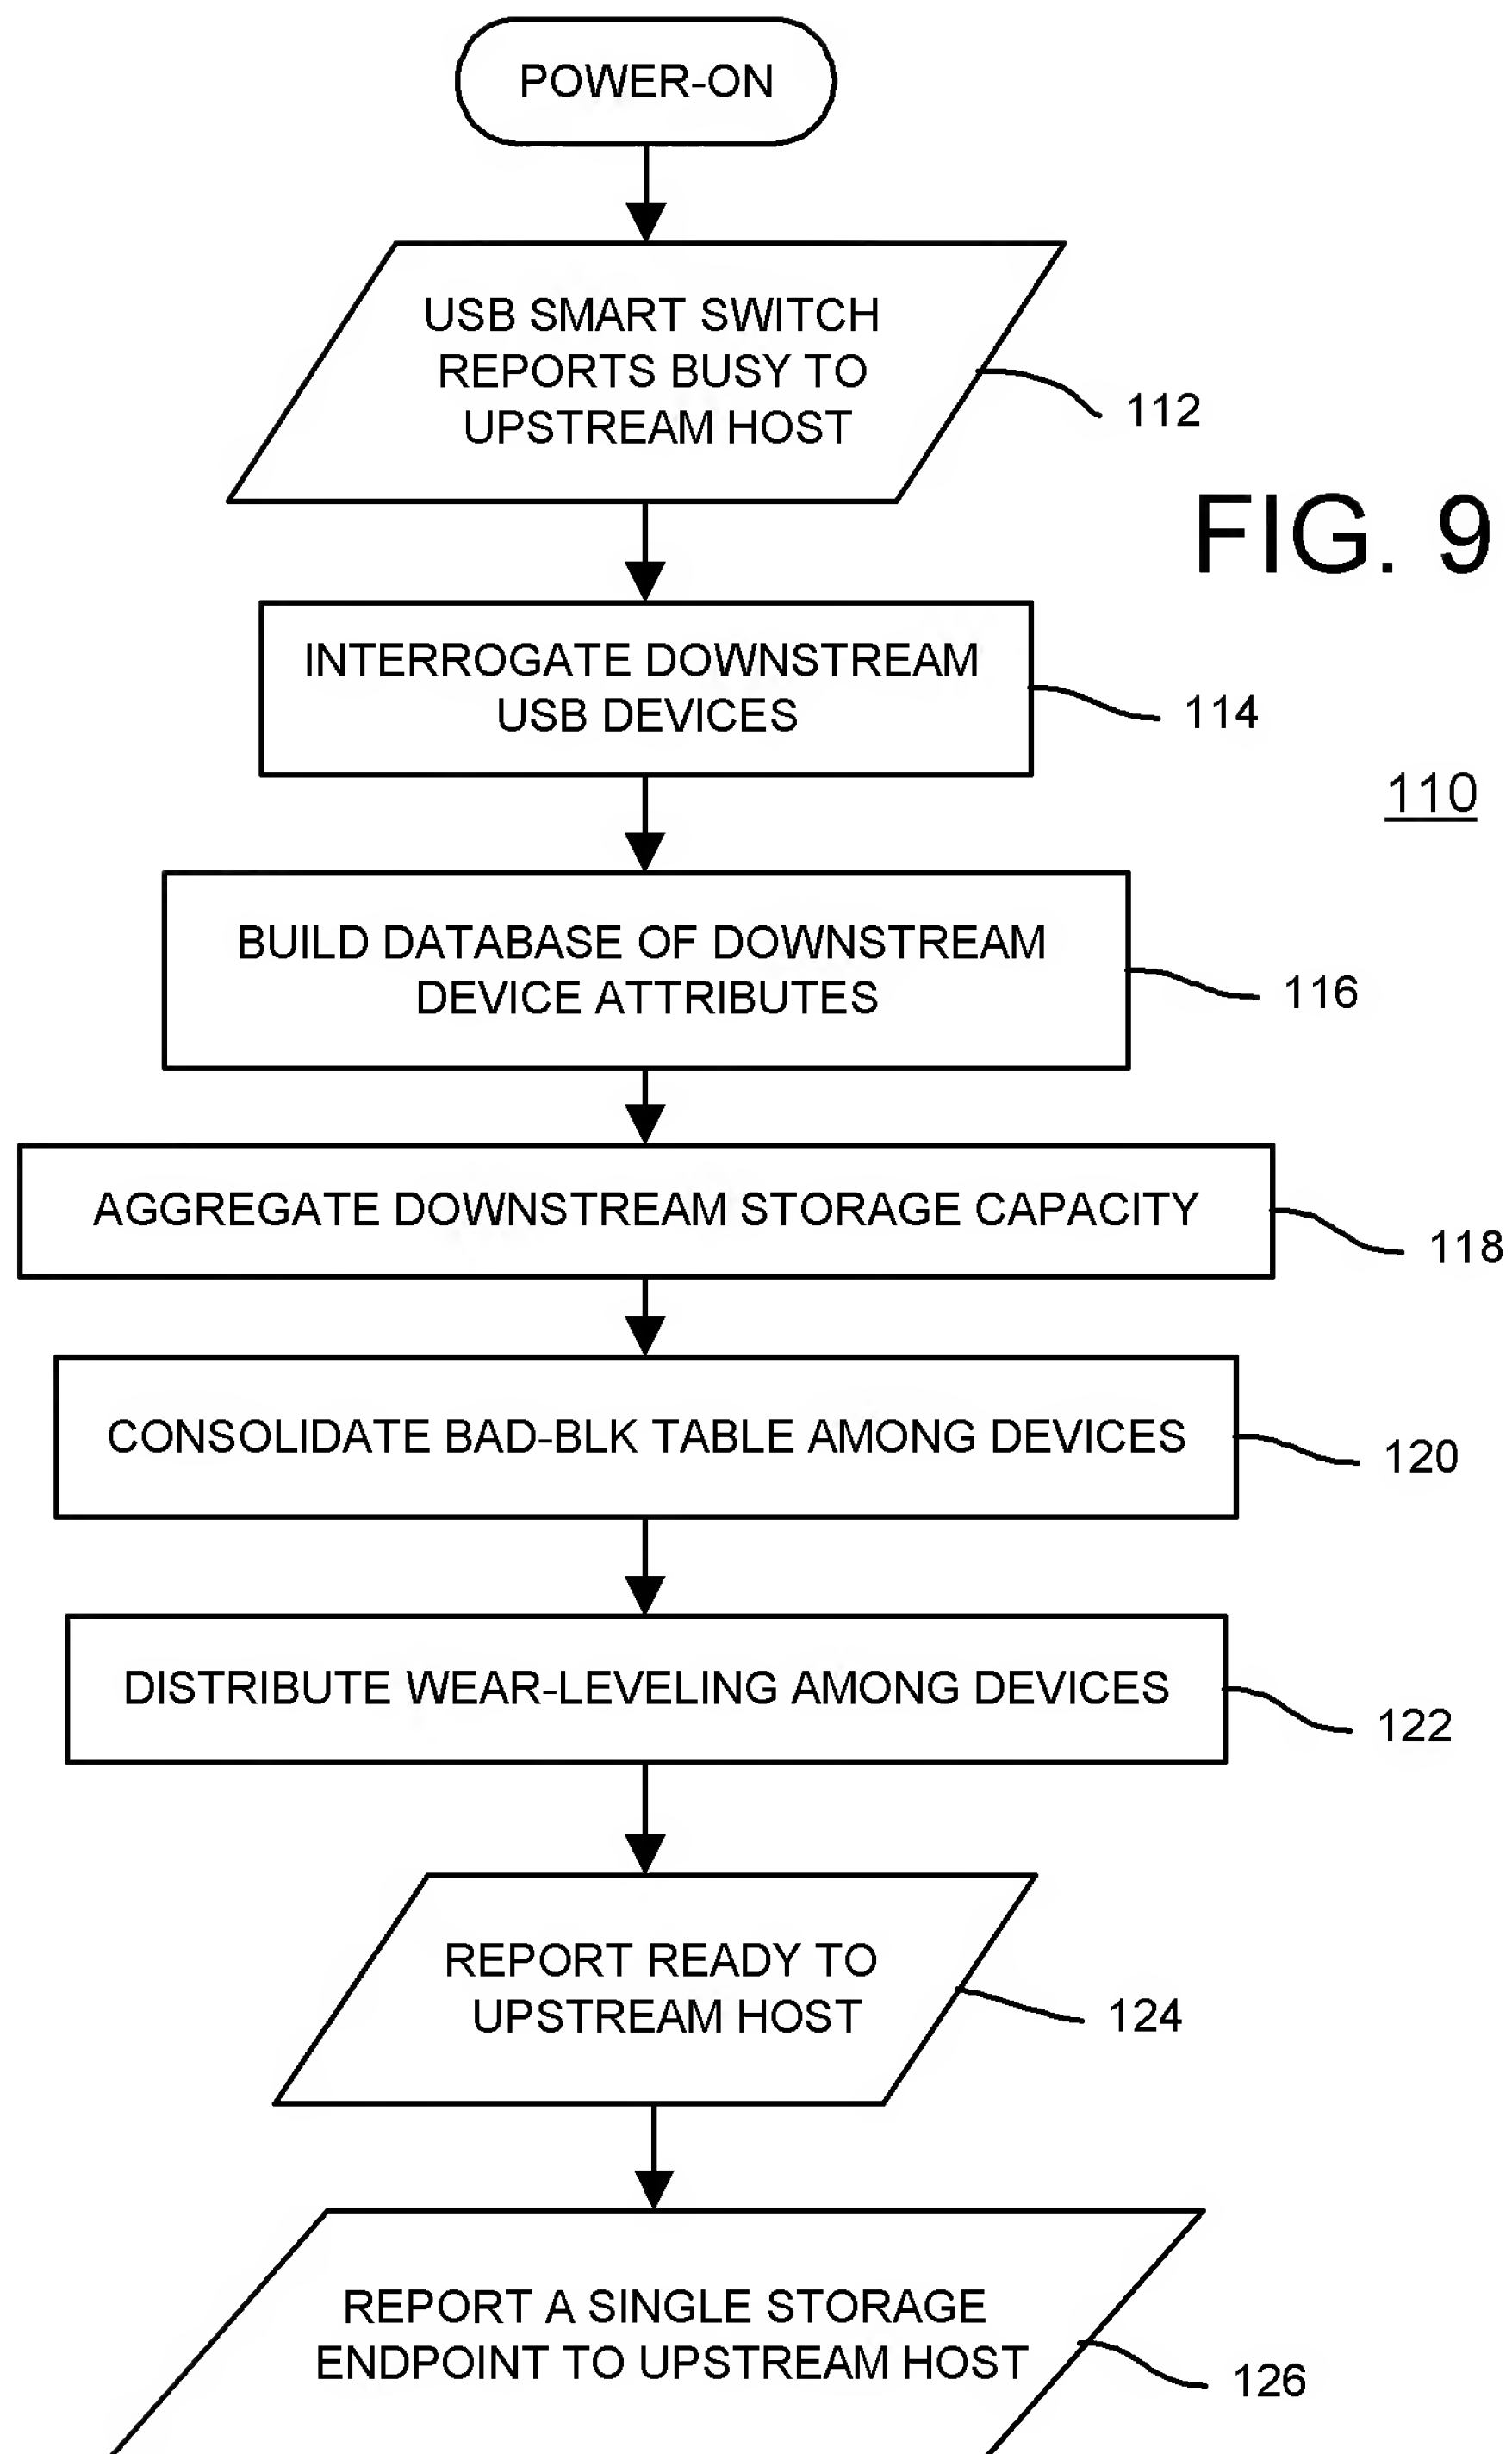 POWER-ON
USB SMART SWITCH
REPORTS BUSY TO
UPSTREAM HOST
112
FIG. 9
INTERROGATE DOWNSTREAM
USB DEVICES
114
110
BUILD DATABASE OF DOWNSTREAM
DEVICE ATTRIBUTES
116
AGGREGATE DOWNSTREAM STORAGE CAPACITY
118
CONSOLIDATE BAD-BLK TABLE AMONG DEVICES
120
DISTRIBUTE WEAR-LEVELING AMONG DEVICES
122
REPORT READY TO
UPSTREAM HOST
124
REPORT A SINGLE STORAGE
ENDPOINT TO UPSTREAM HOST
126